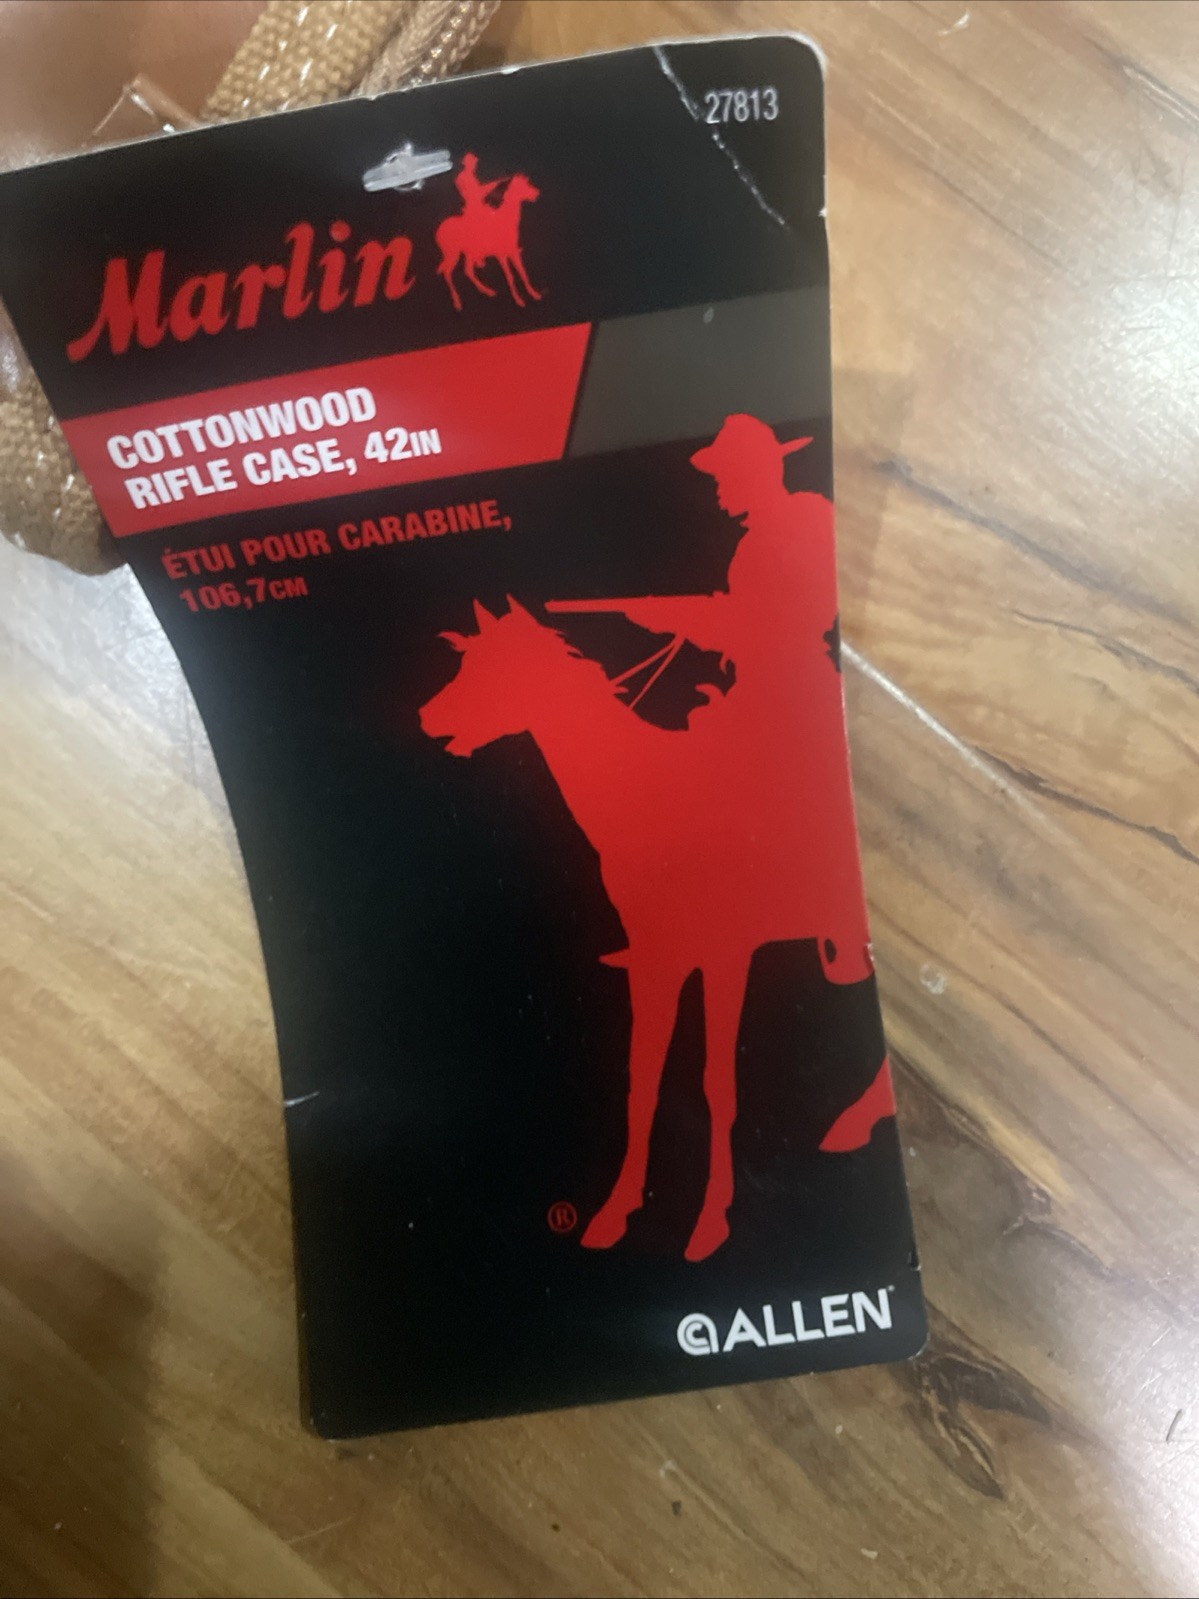 27813
Marlin
COTTONWOOD
RIFLE CASE, 42IN
ÉTUI POUR CARABINE,
106,7CM
®
ALLEN